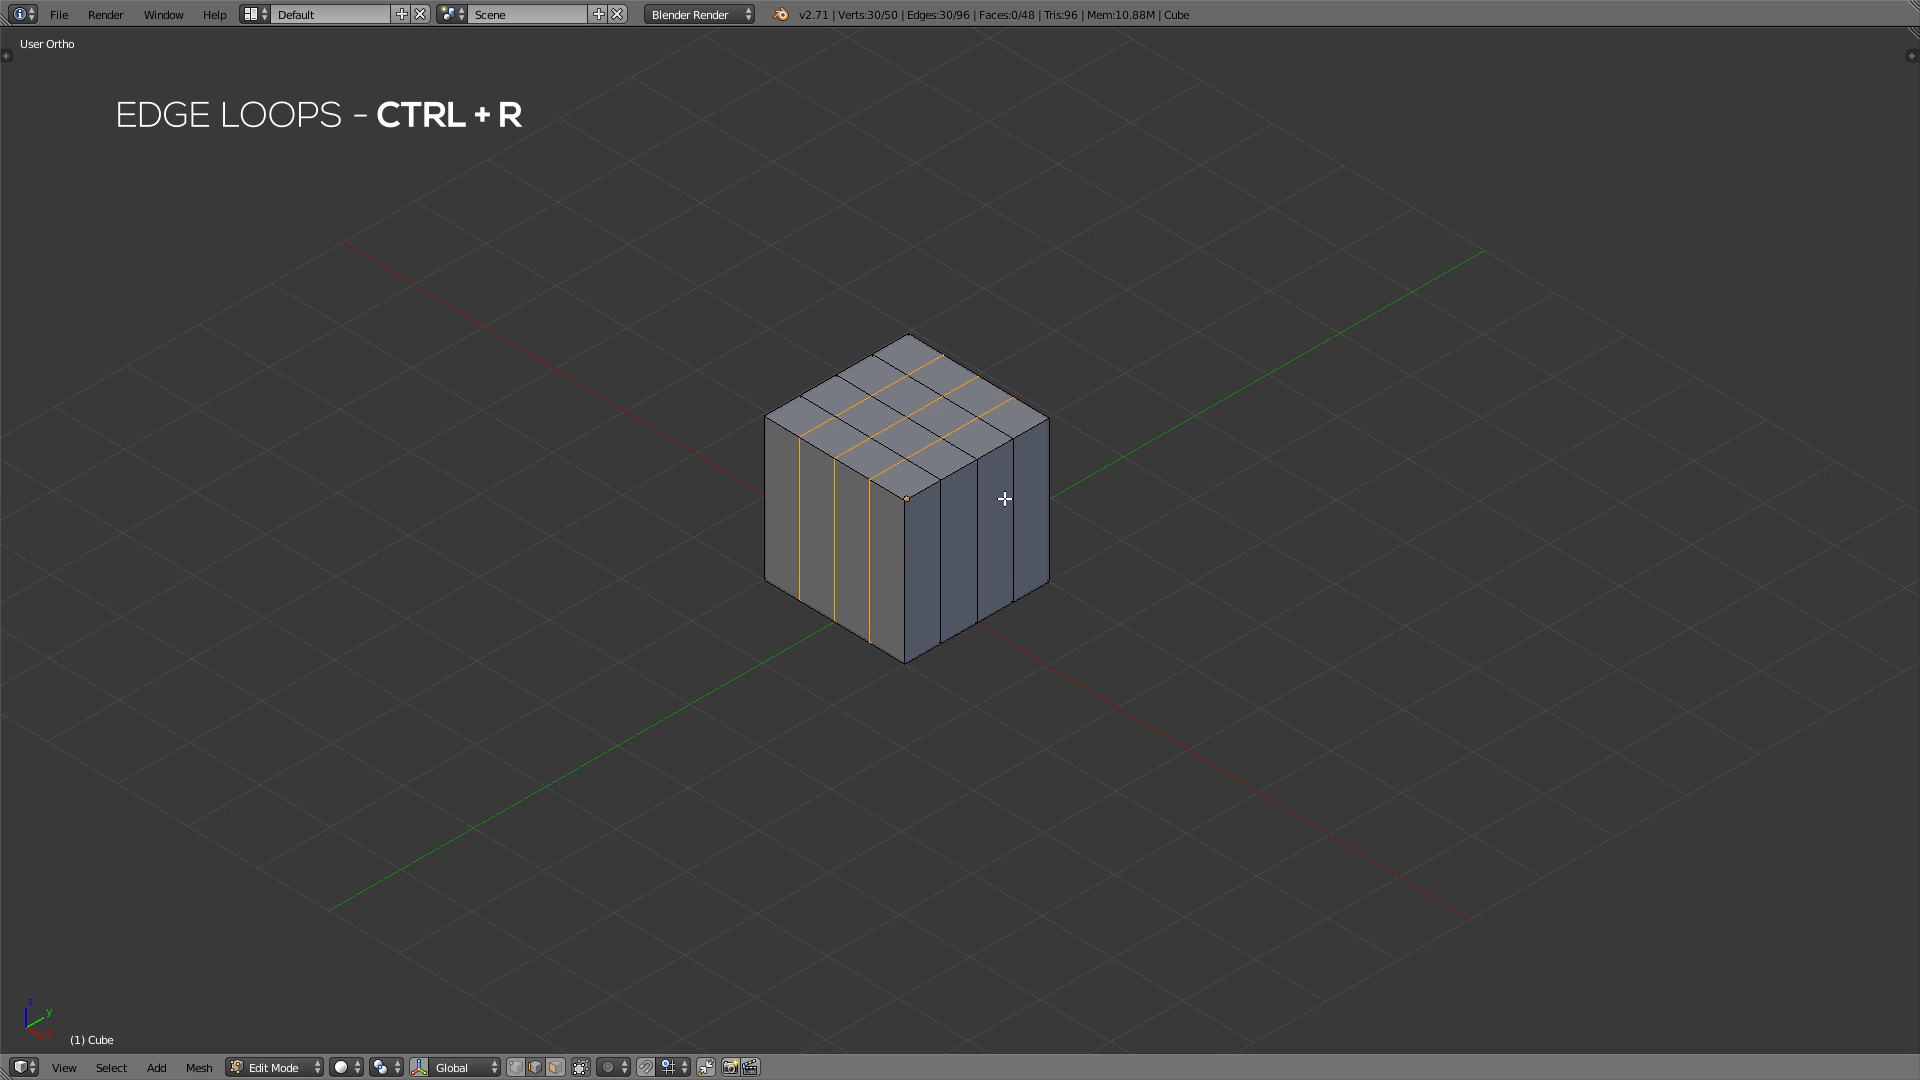 File Render Window Help Default Scene Blender Render v2.71 | Verts:30/50 | Edges:30/96 | Faces:0/48 | Tris:96 | Mem:10.88M | Cube
User Ortho
EDGE LOOPS - CTRL + R
z
y
x
(1) Cube
View Select Add Mesh Edit Mode Global